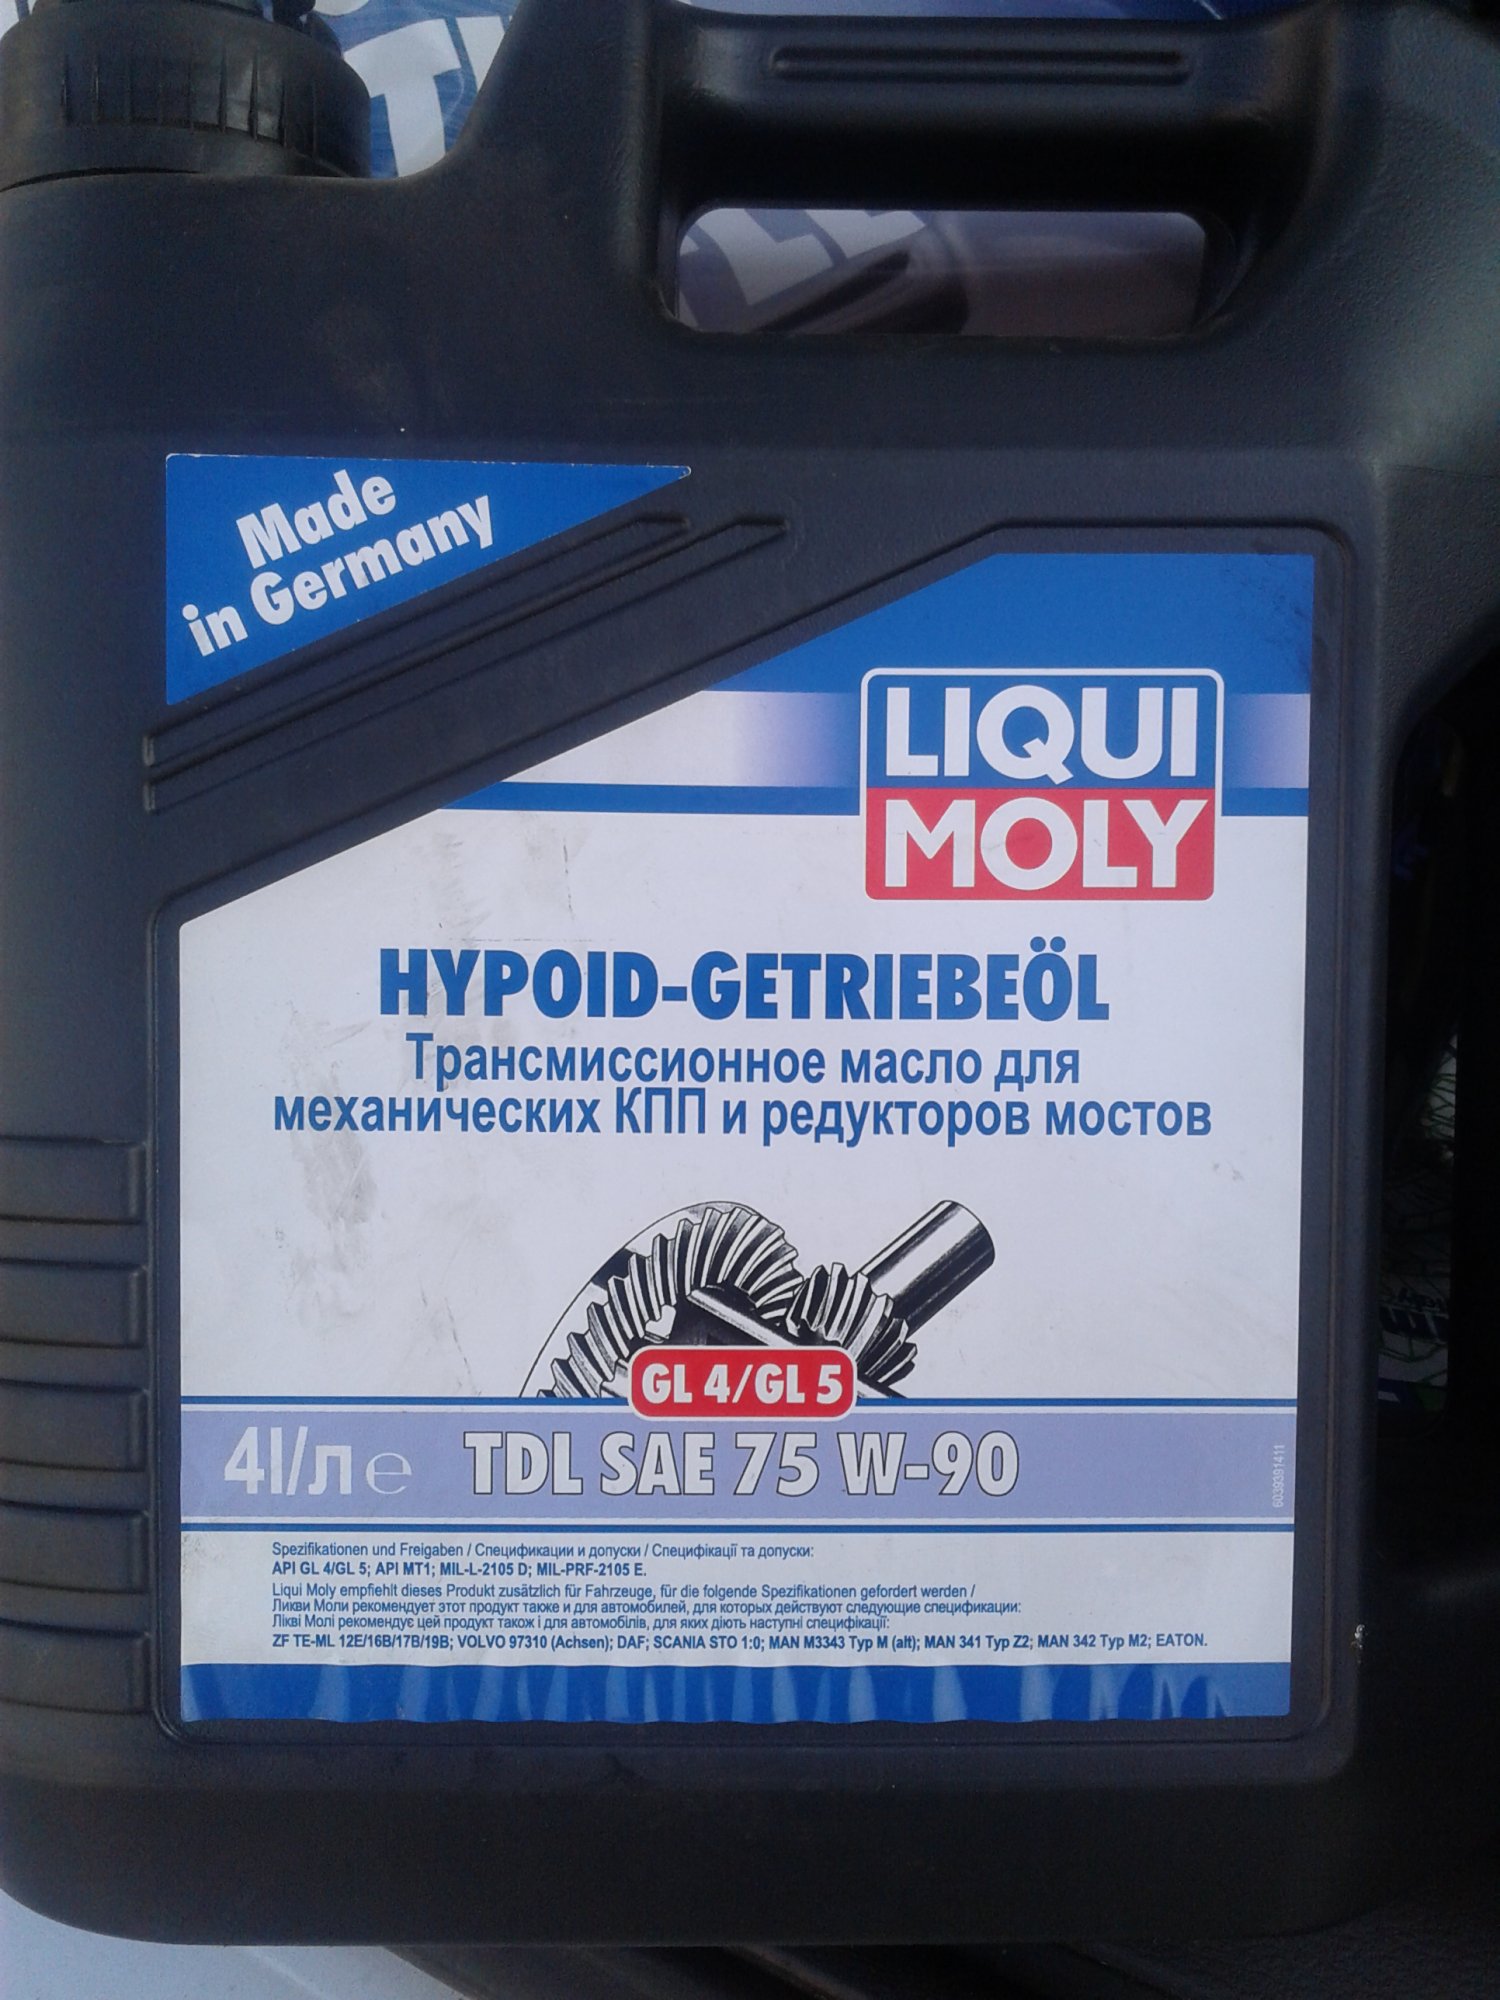 Made
in Germany
LIQUI
MOLY
HYPOID-GETRIEBEÖL
Трансмиссионное масло для
механических КПП и редукторов мостов
GL 4/GL 5
4l/л e TDL SAE 75 W-90
6039391411
Spezifikationen und Freigaben / Спецификации и допуски / Специфікації та допуски:
API GL 4/GL 5; API MT1; MIL-L-2105 D; MIL-PRF-2105 E.
Liqui Moly empfiehlt dieses Produkt zusätzlich für Fahrzeuge, für die folgende Spezifikationen gefordert werden /
Ликви Моли рекомендует этот продукт также и для автомобилей, для которых действуют следующие спецификации:
Лікві Молі рекомендує цей продукт також і для автомобілів, для яких діють наступні специфікації:
ZF TE-ML 12E/16B/17B/19B; VOLVO 97310 (Achsen); DAF; SCANIA STO 1:0; MAN M3343 Typ M (alt); MAN 341 Typ Z2; MAN 342 Typ M2; EATON.